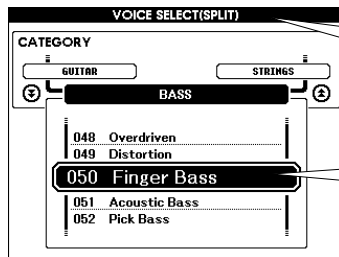 VOICE SELECT(SPLIT)
CATEGORY
GUITAR STRINGS
BASS
048 Overdriven
049 Distortion
050 Finger Bass
051 Acoustic Bass
052 Pick Bass